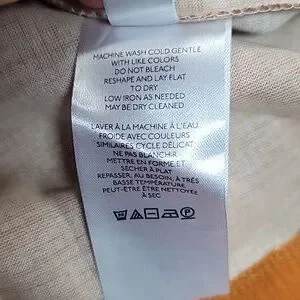 MACHINE WASH COLD GENTLE
WITH LIKE COLORS
DO NOT BLEACH
RESHAPE AND LAY FLAT
TO DRY
LOW IRON AS NEEDED
MAY BE DRY CLEANED
LAVER À LA MACHINE À L'EAU
FROIDE AVEC COULEURS
SIMILAIRES CYCLE DÉLICAT
NE PAS BLANCHIR
METTRE EN FORME ET
SÉCHER À PLAT
REPASSER, AU BESOIN, À TRÈS
BASSE TEMPÉRATURE
PEUT-ÊTRE ÊTRE NETTOYÉE
À SEC